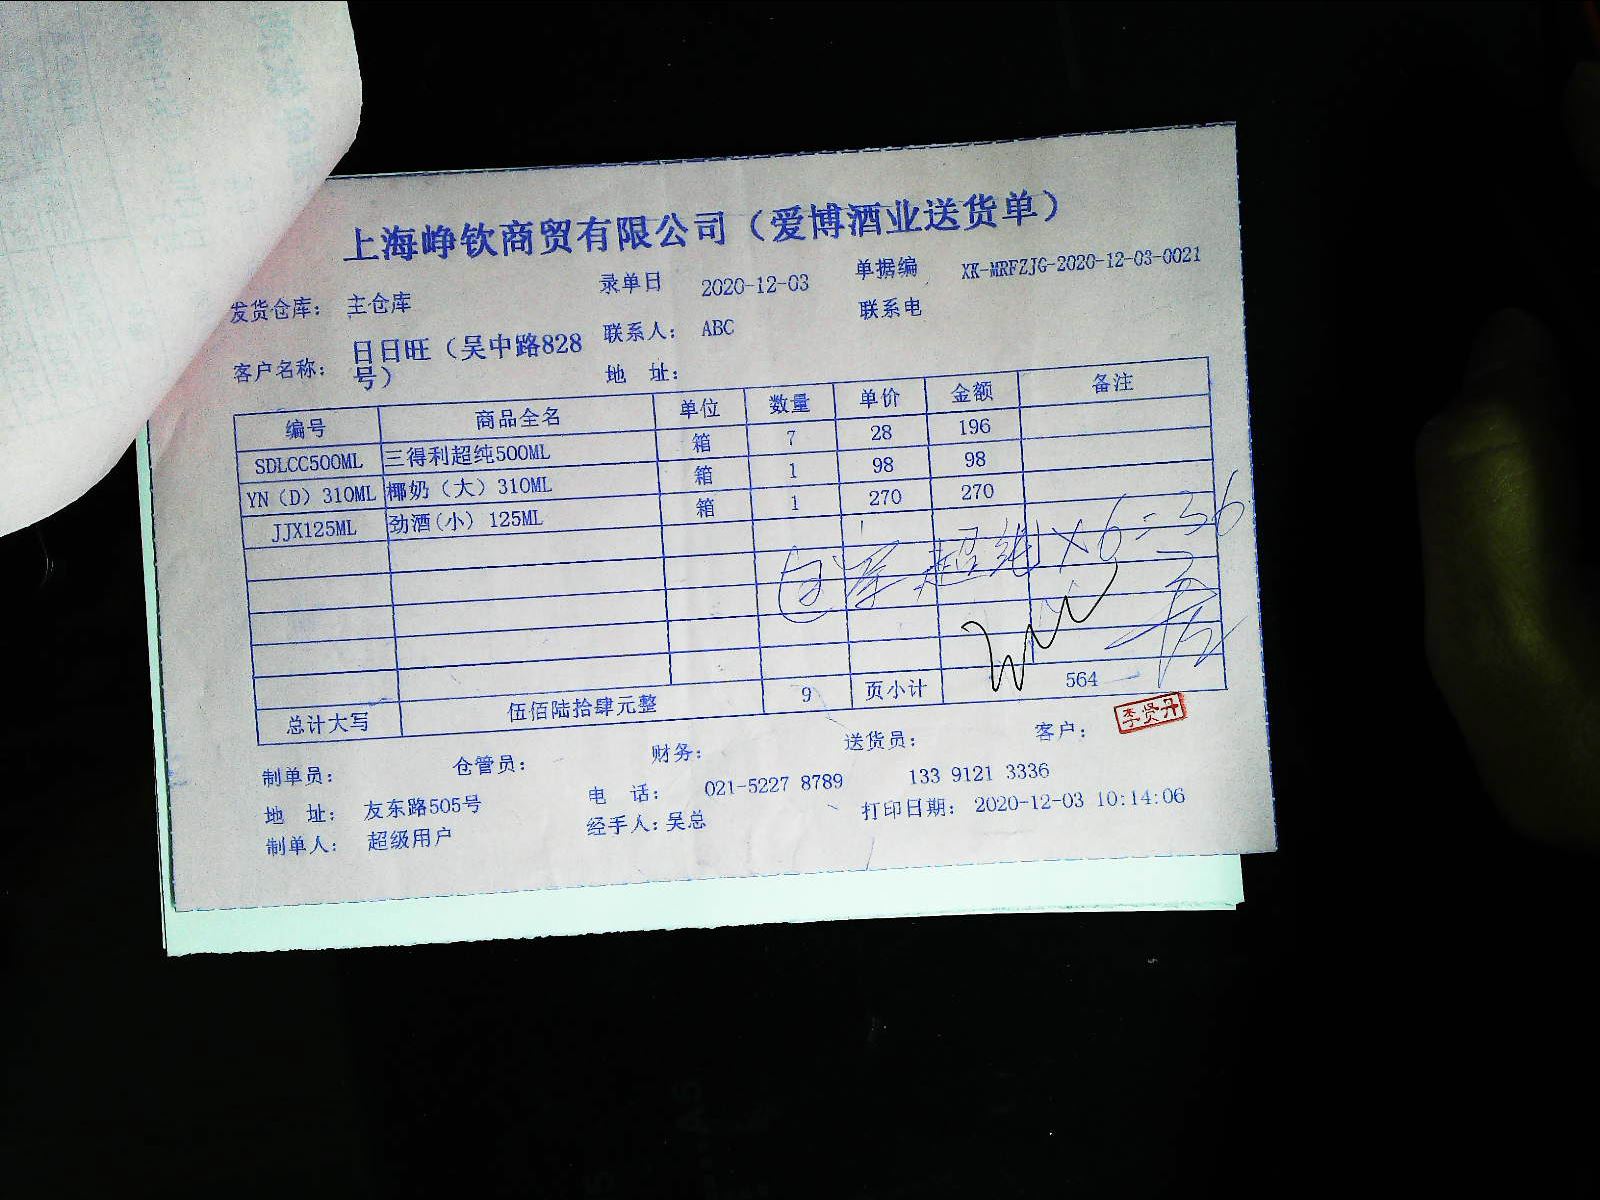 上海峥钦商贸有限公司（爱博酒业送货单）
发货仓库： 主仓库 录单日 2020-12-03 单据编 XK-MRFZJG-2020-12-03-0021
客户名称： 日日旺（吴中路828号） 联系人： ABC 联系电
地 址：
编号 商品全名 单位 数量 单价 金额 备注
SDLCC500ML 三得利超纯500ML 箱 7 28 196
YN（D）310ML 椰奶（大）310ML 箱 1 98 98
JJX125ML 劲酒(小) 125ML 箱 1 270 270
超纯×6=36
总计大写 伍佰陆拾肆元整 9 页小计 564
制单员： 仓管员： 财务： 送货员： 客户： 李贤丹
地 址： 友东路505号 电 话： 021-5227 8789 133 9121 3336
制单人： 超级用户 经手人：吴总 打印日期： 2020-12-03 10:14:06